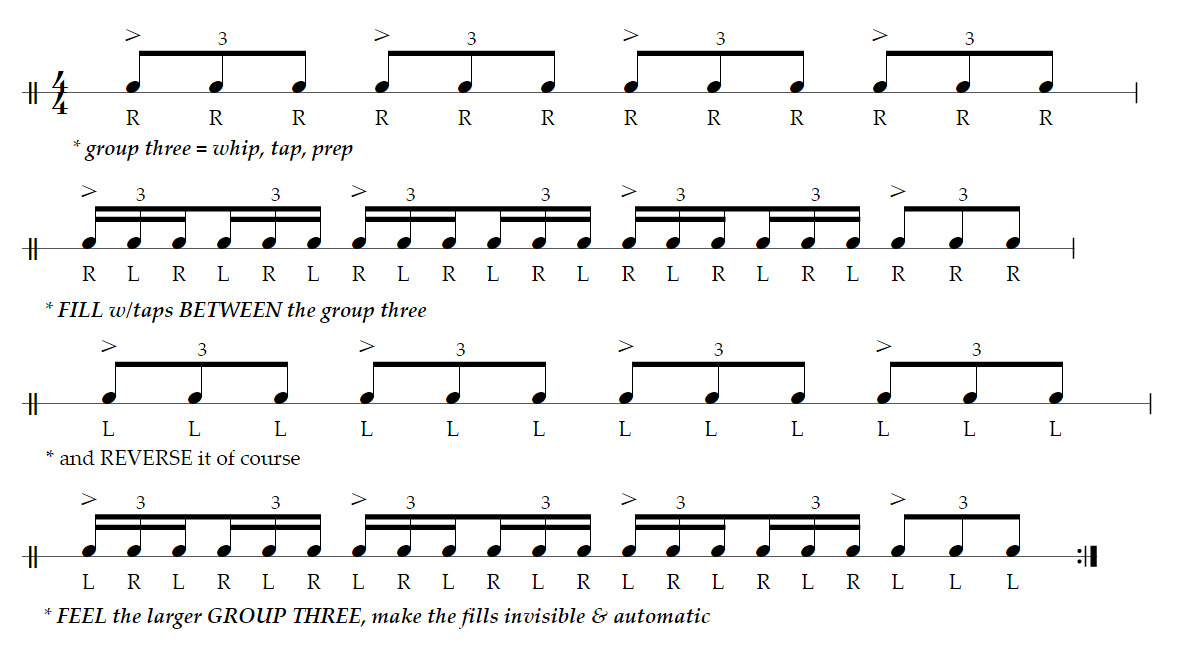 > 3 > 3 > 3 > 3
4
4
R R R R R R R R R R R R
* group three = whip, tap, prep
> 3 3 > 3 3 > 3 3 > 3
R L R L R L R L R L R L R L R L R L R R R
* FILL w/taps BETWEEN the group three
> 3 > 3 > 3 > 3
L L L L L L L L L L L L
* and REVERSE it of course
> 3 3 > 3 3 > 3 3 > 3
L R L R L R L R L R L R L R L R L R L L L
* FEEL the larger GROUP THREE, make the fills invisible & automatic